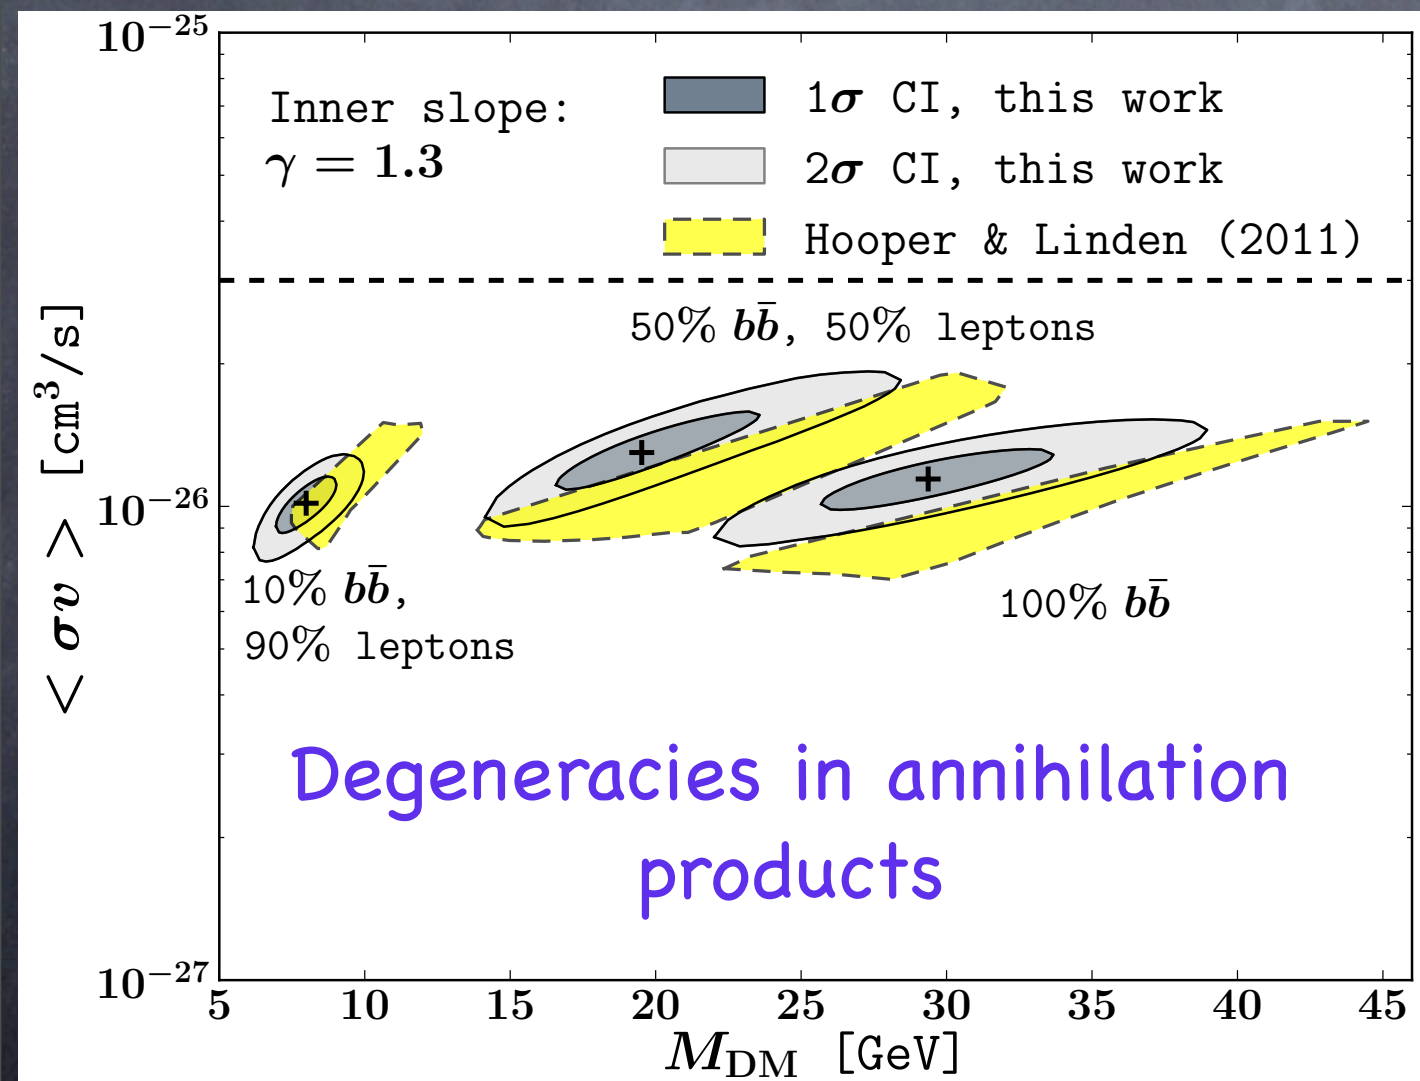 10⁻²⁵
Inner slope:
γ = 1.3
1σ CI, this work
2σ CI, this work
Hooper & Linden (2011)
50% bb̄, 50% leptons
< σv > [cm³/s]
10⁻²⁶
10% bb̄,
90% leptons
100% bb̄
Degeneracies in annihilation
products
10⁻²⁷
5 10 15 20 25 30 35 40 45
M_DM [GeV]